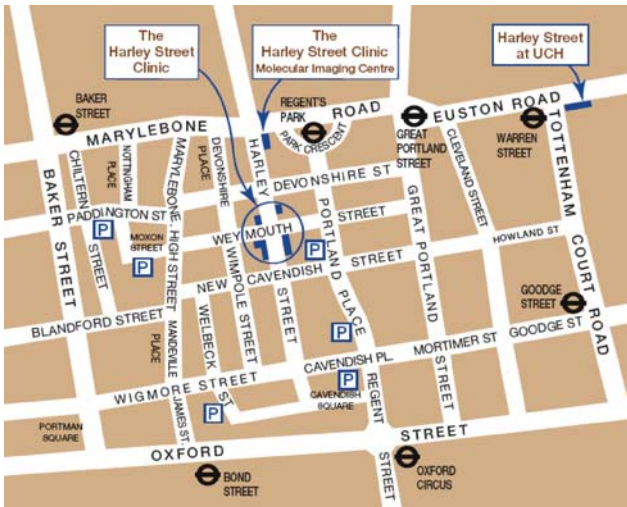 The
Harley Street
Clinic
The
Harley Street Clinic
Molecular Imaging Centre
Harley Street
at UCH
BAKER
STREET
REGENT'S
PARK
MARYLEBONE
ROAD
EUSTON ROAD
PARK CRESCENT
GREAT
PORTLAND
STREET
WARREN
STREET
TOTTENHAM
COURT ROAD
BAKER STREET
CHILTERN
STREET
NOTTINGHAM
PLACE
MARYLEBONE
HIGH STREET
DEVONSHIRE
PLACE
HARLEY
STREET
DEVONSHIRE ST
CLEVELAND STREET
PADDINGTON ST
P
MOXON
STREET
P
WEYMOUTH
STREET
PORTLAND
PLACE
GREAT PORTLAND
STREET
HOWLAND ST
NEW CAVENDISH
STREET
P
WIMPOLE STREET
WELBECK
ST
BLANDFORD STREET
MANDEVILLE
PLACE
P
GOODGE
STREET
MORTIMER ST
GOODGE ST
CAVENDISH PL.
WIGMORE STREET
P
CAVENDISH
SQUARE
REGENT
STREET
P
JAMES ST.
PORTMAN
SQUARE
OXFORD
STREET
BOND
STREET
OXFORD
CIRCUS